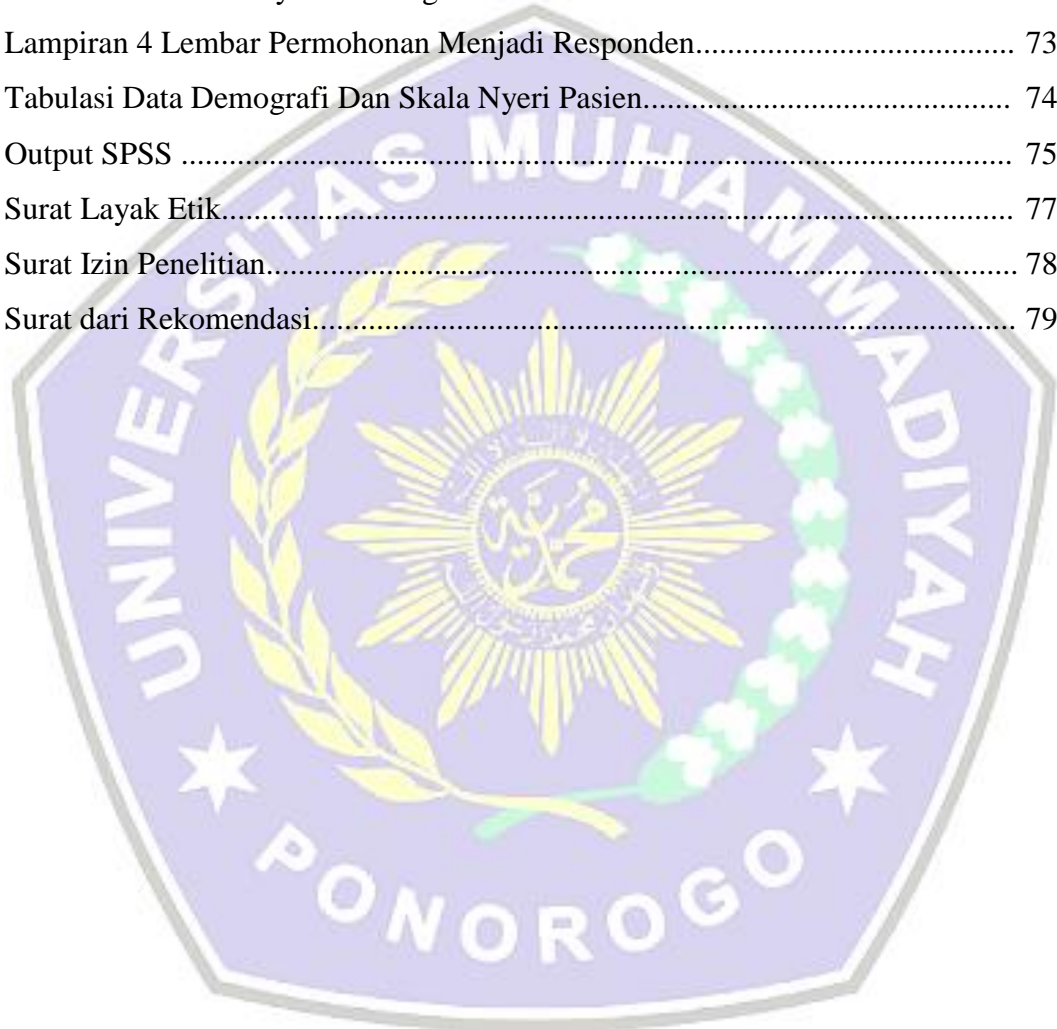 Lampiran 4 Lembar Permohonan Menjadi Responden........................................ 73
Tabulasi Data Demografi Dan Skala Nyeri Pasien.............................................. 74
Output SPSS ........................................................................................................ 75
Surat Layak Etik................................................................................................... 77
Surat Izin Penelitian.............................................................................................. 78
Surat dari Rekomendasi........................................................................................ 79
UNIVERSITAS MUHAMMADIYAH
PONOROGO